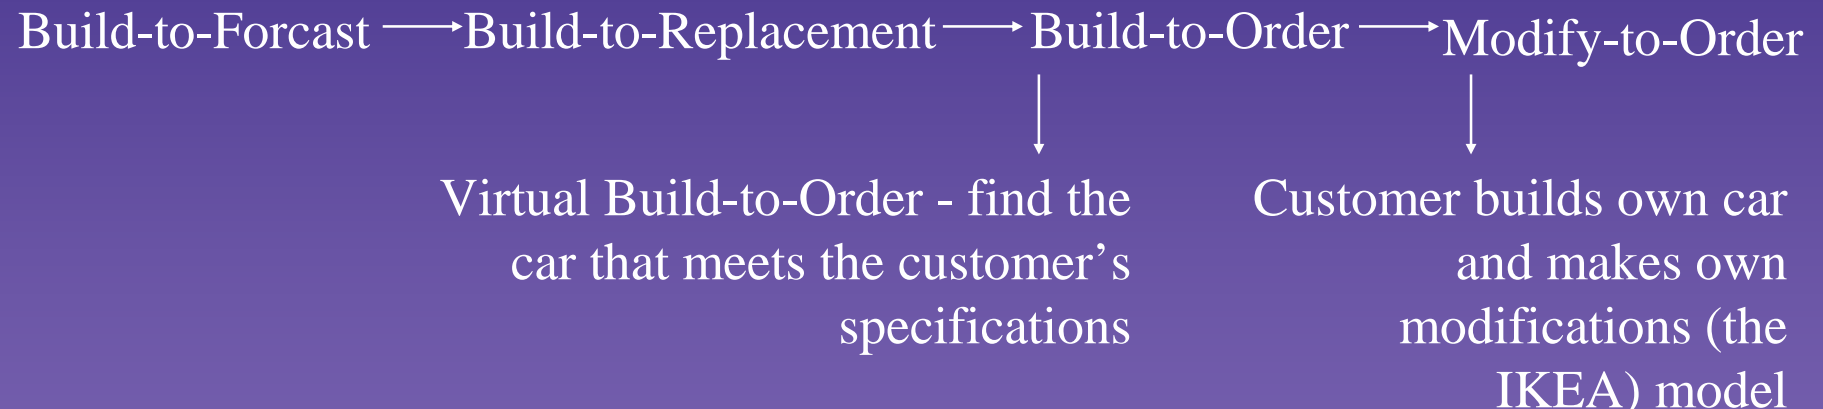 Build-to-Forcast Build-to-Replacement Build-to-Order Modify-to-Order
Virtual Build-to-Order - find the
car that meets the customer’s
specifications
Customer builds own car
and makes own
modifications (the
IKEA) model